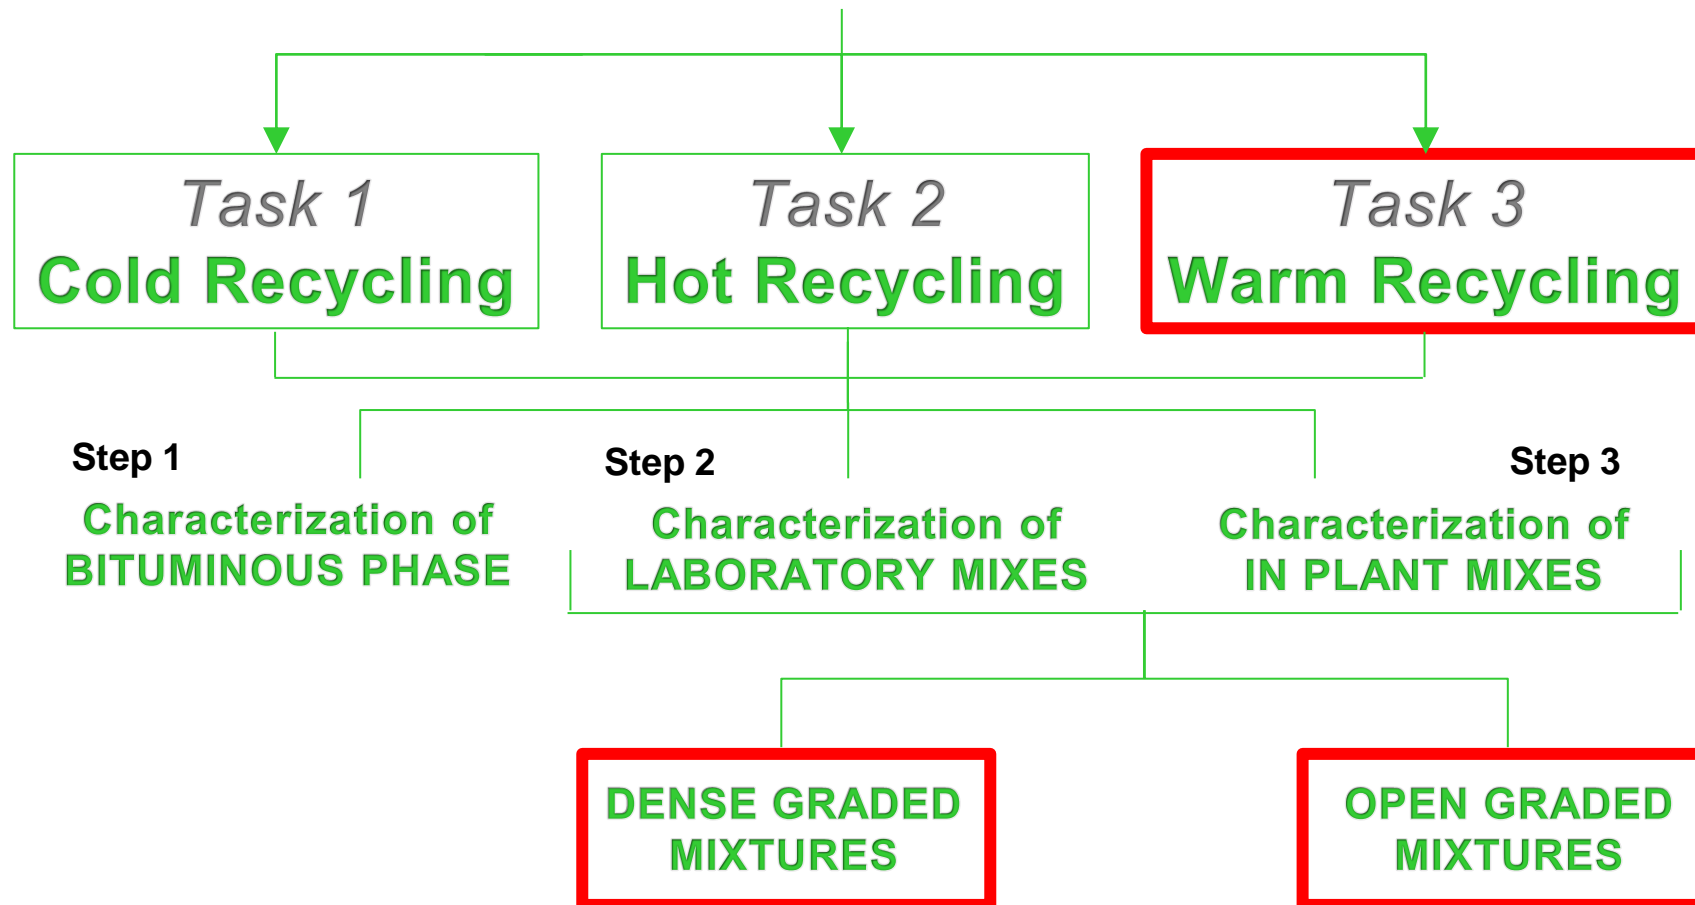 Task 1
Cold Recycling
Task 2
Hot Recycling
Task 3
Warm Recycling
Step 1
Characterization of
BITUMINOUS PHASE
Step 2
Characterization of
LABORATORY MIXES
Step 3
Characterization of
IN PLANT MIXES
DENSE GRADED
MIXTURES
OPEN GRADED
MIXTURES